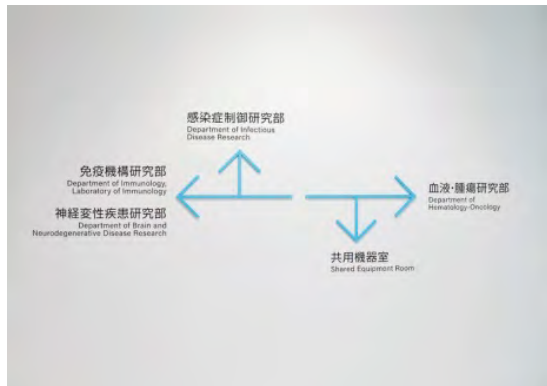 感染症制御研究部
Department of Infectious
Disease Research
免疫機構研究部
Department of Immunology,
Laboratory of Immunology
神経変性疾患研究部
Department of Brain and
Neurodegenerative Disease Research
血液・腫瘍研究部
Department of
Hematology-Oncology
共用機器室
Shared Equipment Room